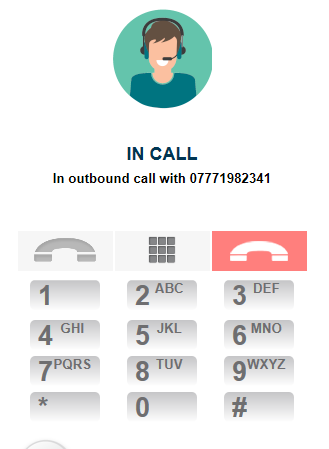 IN CALL
In outbound call with 07771982341
1 2 ABC 3 DEF
4 GHI 5 JKL 6 MNO
7 PQRS 8 TUV 9 WXYZ
* 0 #